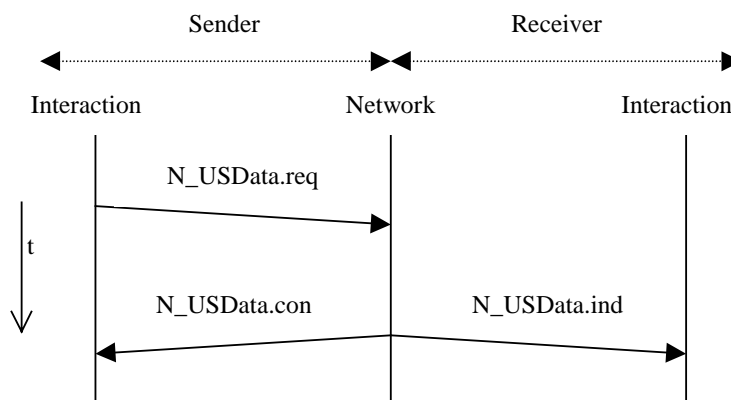 Sender Receiver
Interaction Network Interaction
N_USData.req
t
N_USData.con N_USData.ind